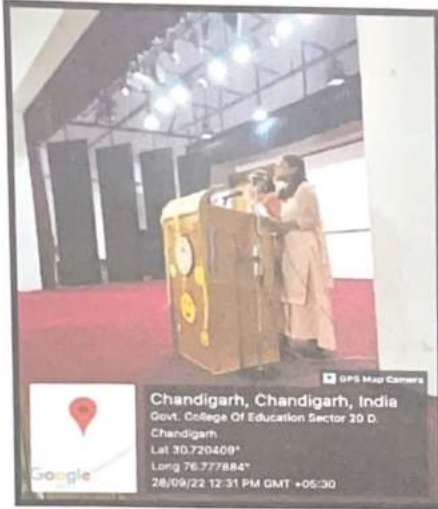 GPS Map Camera
Chandigarh, Chandigarh, India
Govt. College Of Education Sector 20 D,
Chandigarh
Lat 30.720409°
Long 76.777884°
28/09/22 12:31 PM GMT +05:30
Google